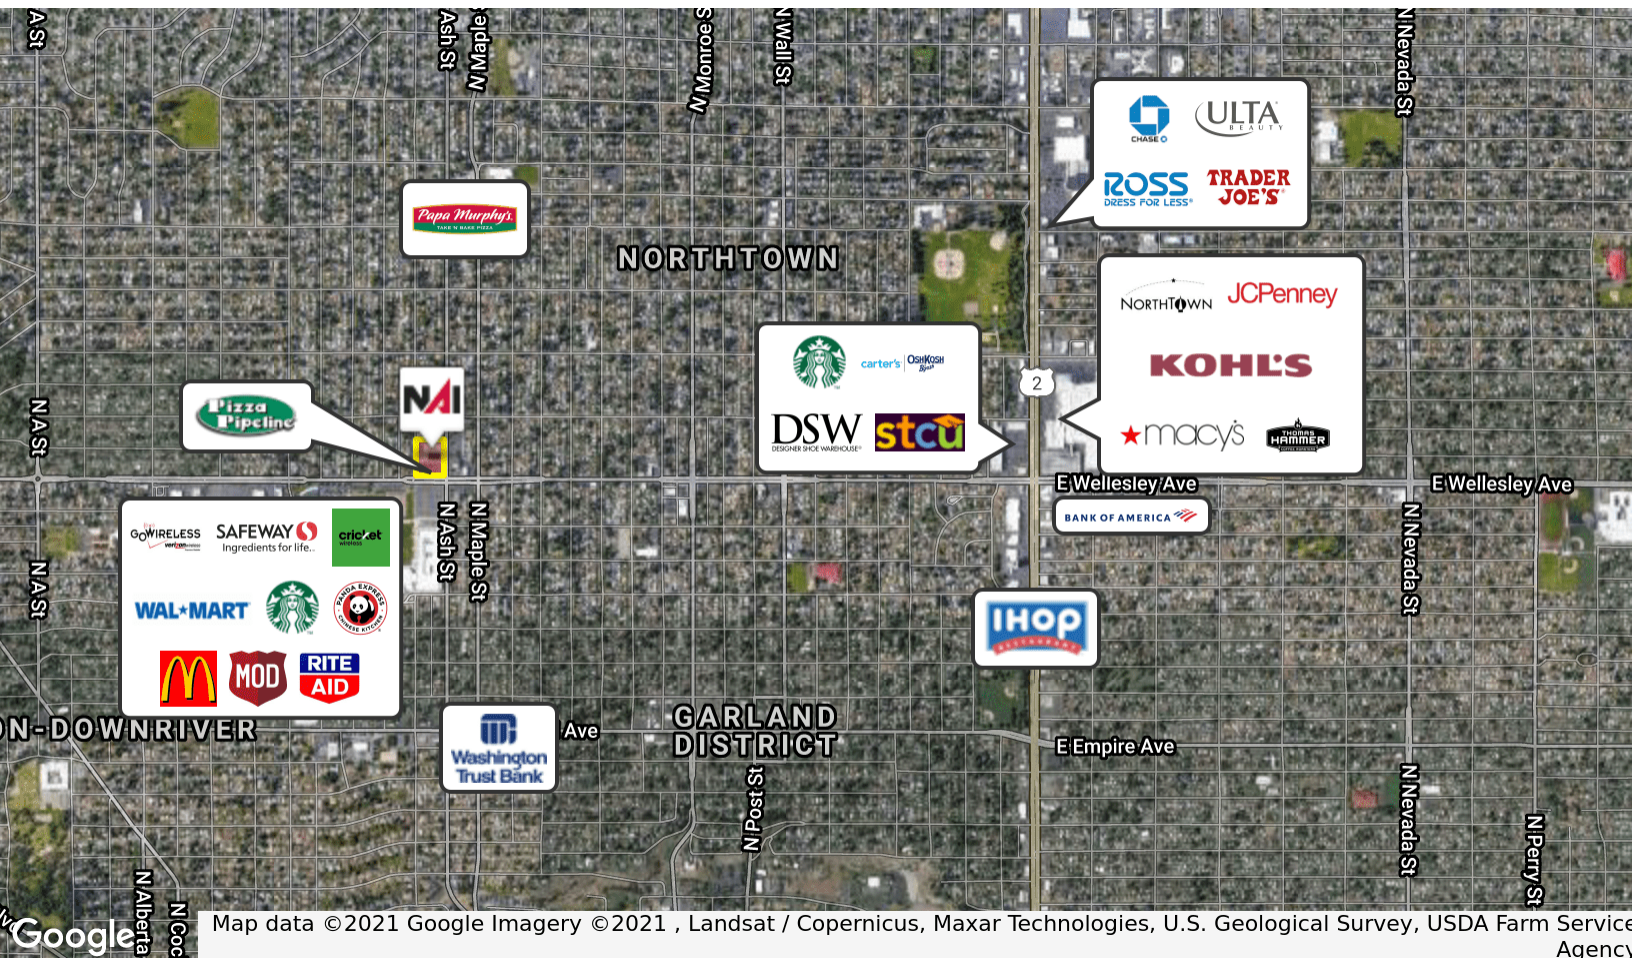 N A St
Ash St
N Maple
N Monroe S
N Wall St
N Nevada St
CHASE
ULTA
BEAUTY
ROSS
DRESS FOR LESS
TRADER
JOE'S
Papa Murphy's
TAKE 'N' BAKE PIZZA
NORTHTOWN
NORTHTOWN
JCPenney
KOHL'S
macy's
THOMAS
HAMMER
carter's
OSHKOSH
B'gosh
DSW
DESIGNER SHOE WAREHOUSE
stcu
2
NAI
Pizza
Pipeline
N A St
E Wellesley Ave
E Wellesley Ave
BANK OF AMERICA
GOWIRELESS
verizon
SAFEWAY
Ingredients for life..
cricket
wireless
WAL★MART
PANDA EXPRESS
CHINESE KITCHEN
MOD
RITE
AID
N Ash St
N Maple St
N A St
N Nevada St
IHOP
RESTAURANT
ON-DOWNRIVER
Washington
Trust Bank
Ave
GARLAND
DISTRICT
E Empire Ave
N Post St
N Nevada St
N Perry St
N Alberta
N Coc
Google
Map data ©2021 Google Imagery ©2021 , Landsat / Copernicus, Maxar Technologies, U.S. Geological Survey, USDA Farm Service
Agency